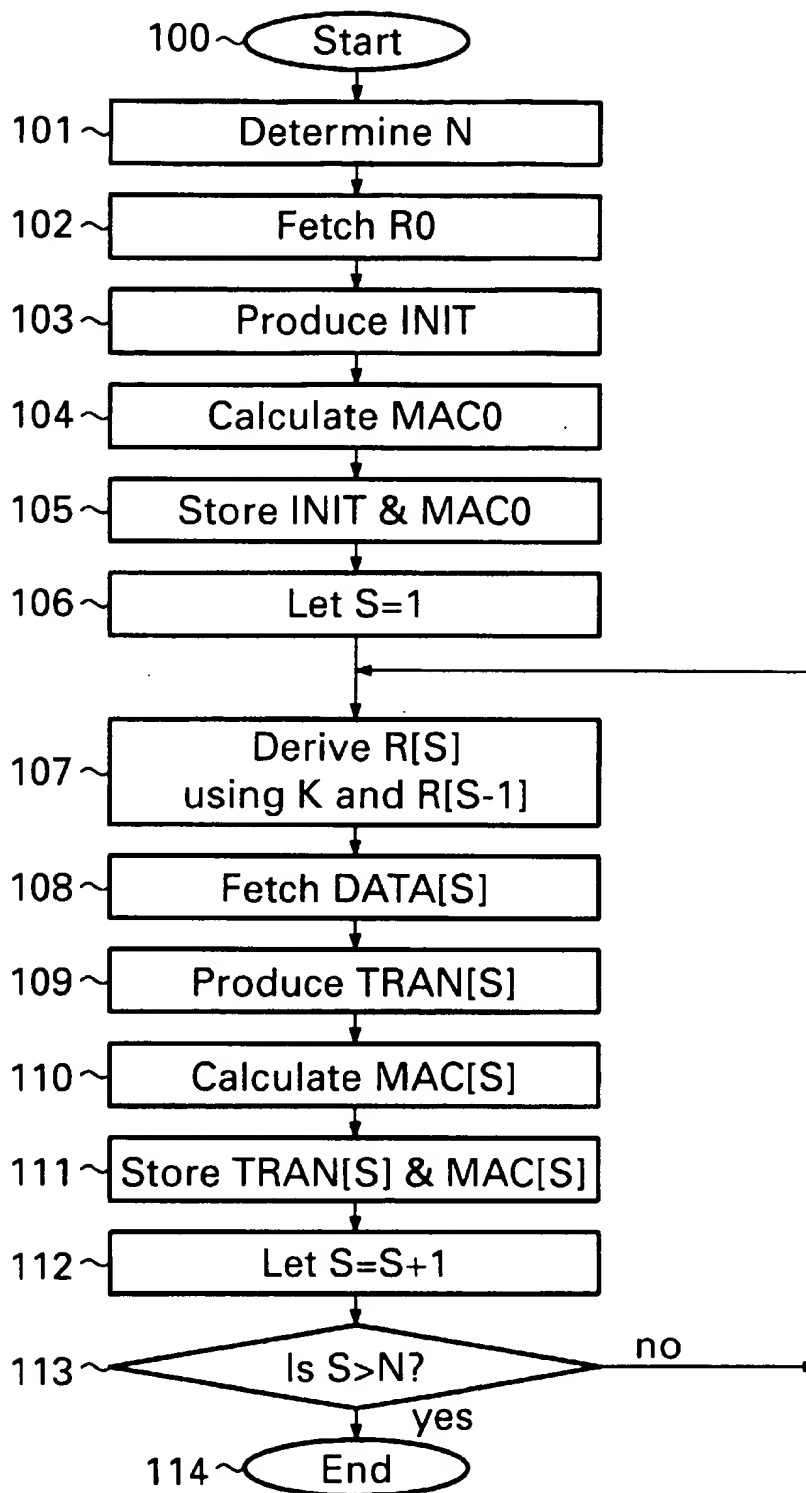 100 Start
101 Determine N
102 Fetch R0
103 Produce INIT
104 Calculate MAC0
105 Store INIT & MAC0
106 Let S=1
107 Derive R[S]
using K and R[S-1]
108 Fetch DATA[S]
109 Produce TRAN[S]
110 Calculate MAC[S]
111 Store TRAN[S] & MAC[S]
112 Let S=S+1
113 Is S>N? no
yes
114 End